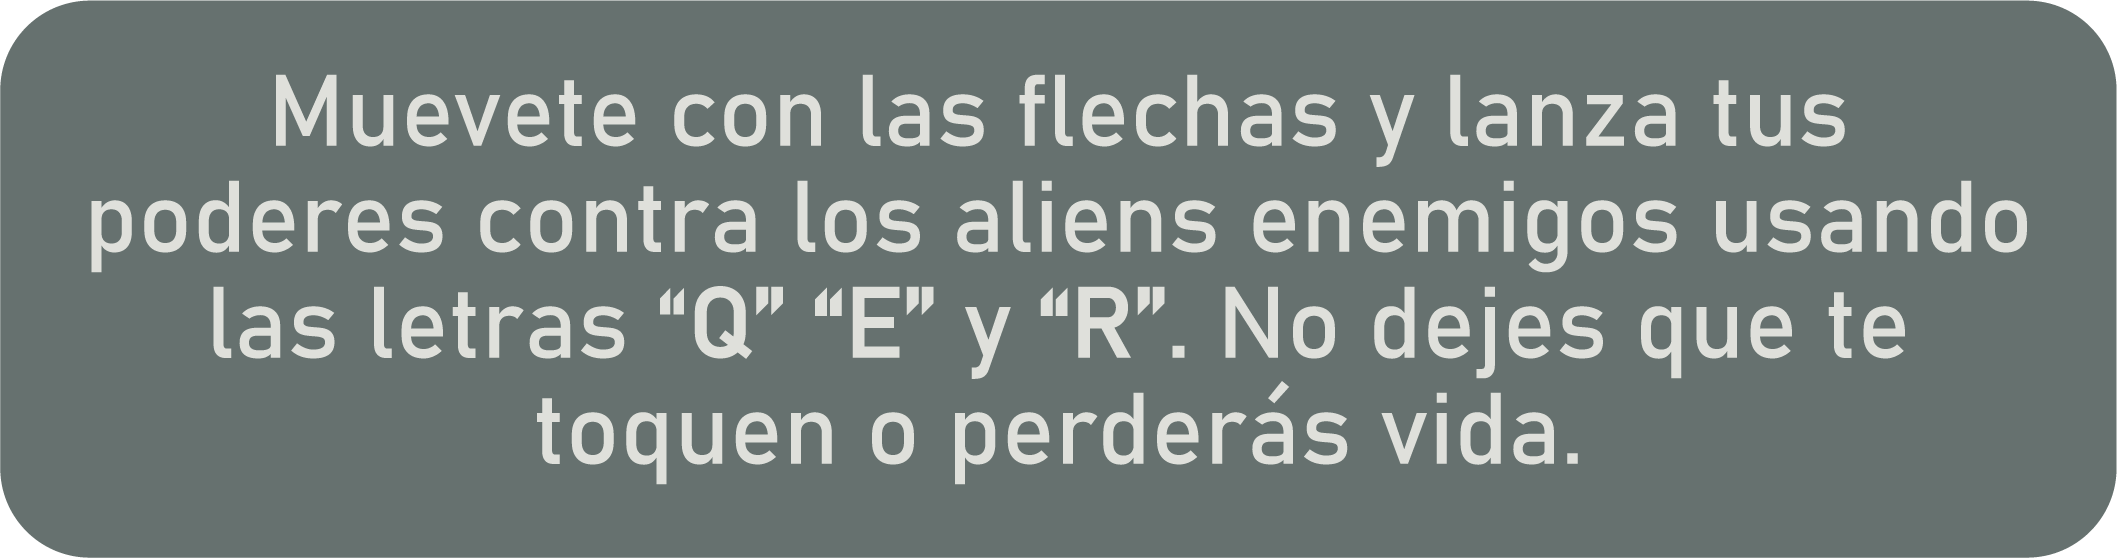 Muevete con las flechas y lanza tus
poderes contra los aliens enemigos usando
las letras “Q” “E” y “R”. No dejes que te
toquen o perderás vida.